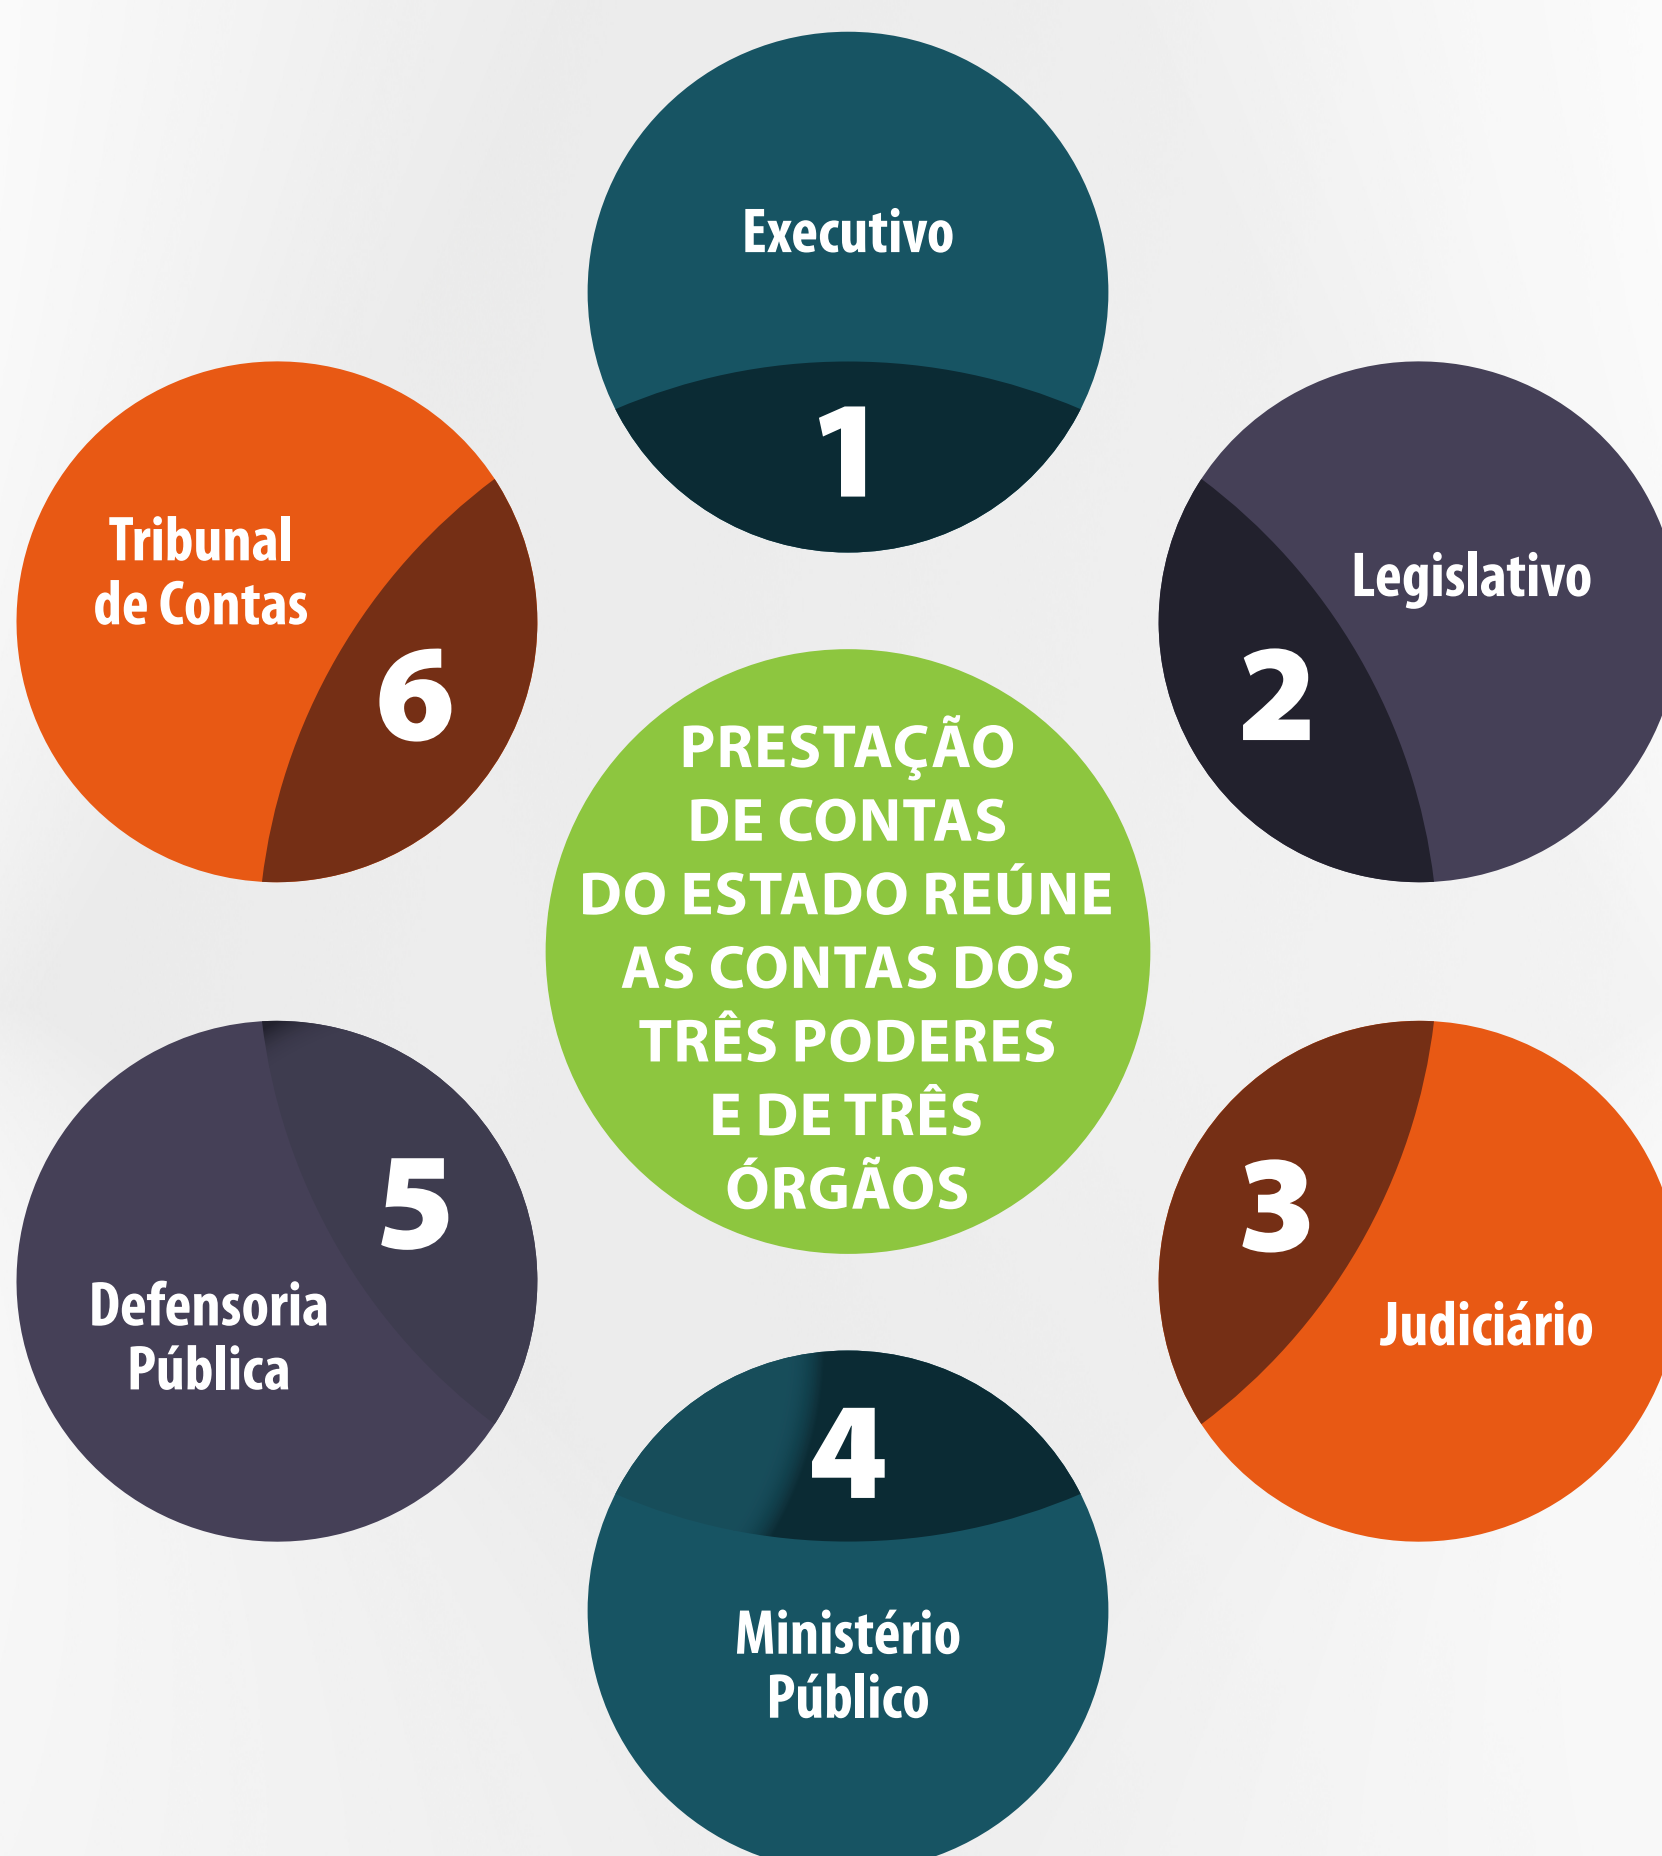 Executivo
1
Legislativo
2
Judiciário
3
4
Ministério
Público
5
Defensoria
Pública
Tribunal
de Contas
6
PRESTAÇÃO
DE CONTAS
DO ESTADO REÚNE
AS CONTAS DOS
TRÊS PODERES
E DE TRÊS
ÓRGÃOS